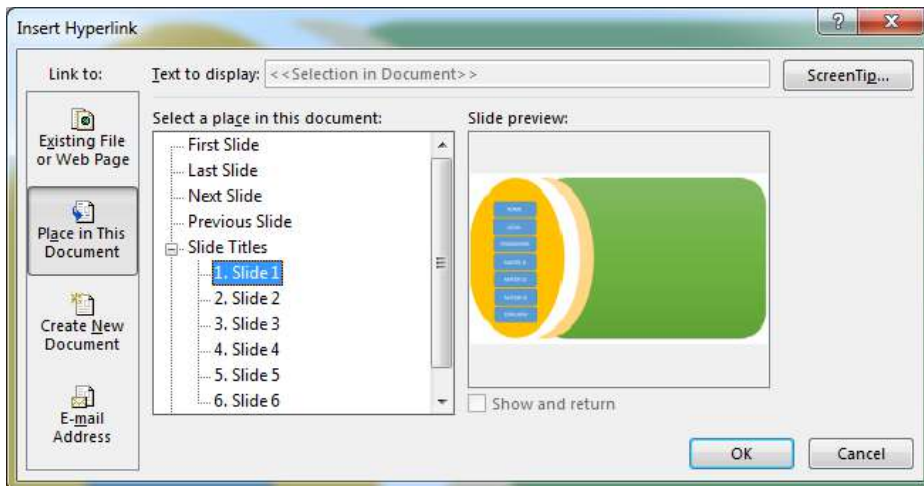 Insert Hyperlink
Link to:
Text to display: <<Selection in Document>>
ScreenTip...
Existing File
or Web Page
Place in This
Document
Create New
Document
E-mail
Address
Select a place in this document:
First Slide
Last Slide
Next Slide
Previous Slide
Slide Titles
1. Slide 1
2. Slide 2
3. Slide 3
4. Slide 4
5. Slide 5
6. Slide 6
Slide preview:
Show and return
OK
Cancel